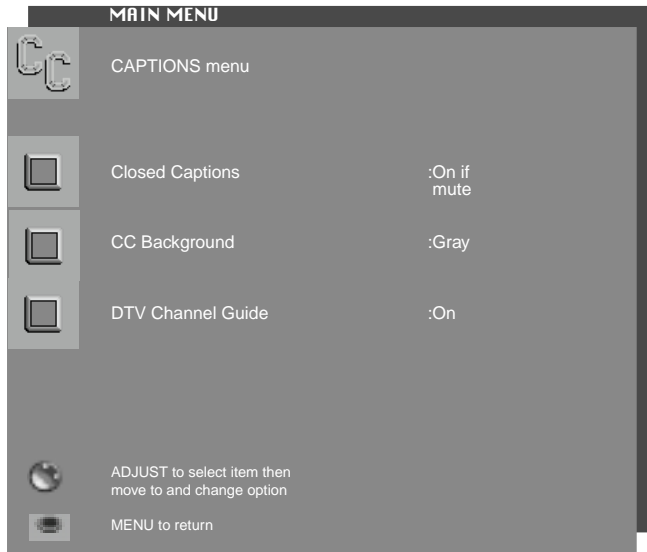 MAIN MENU
CC
CAPTIONS menu
Closed Captions :On if
mute
CC Background :Gray
DTV Channel Guide :On
ADJUST to select item then
move to and change option
MENU to return